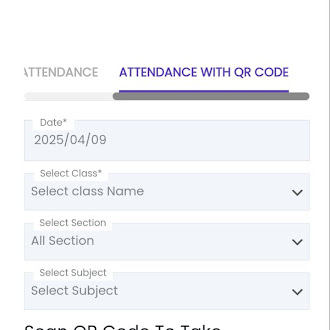 ATTENDANCE ATTENDANCE WITH QR CODE
Date*
2025/04/09
Select Class*
Select class Name
Select Section
All Section
Select Subject
Select Subject
Scan QR Code To Take